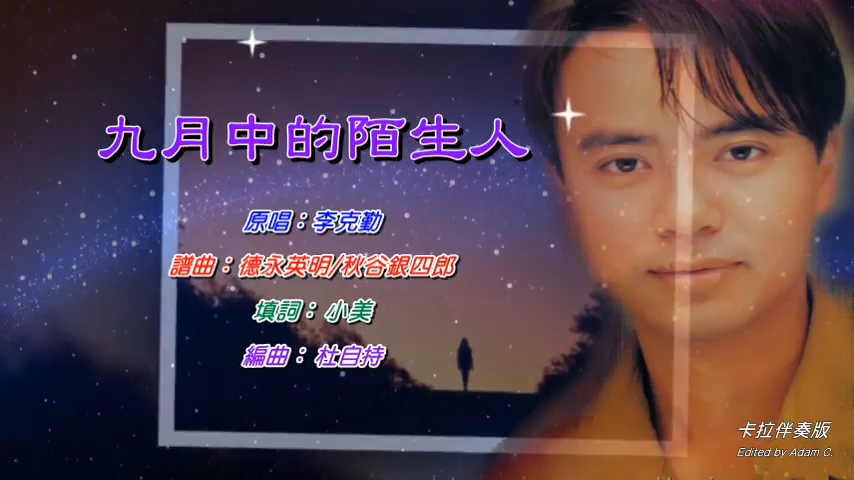 九月中的陌生人
原唱：李克勤
譜曲：德永英明/秋谷銀四郎
填詞： 小美
編曲： 杜自持
卡拉伴奏版
Edited by Adam C.